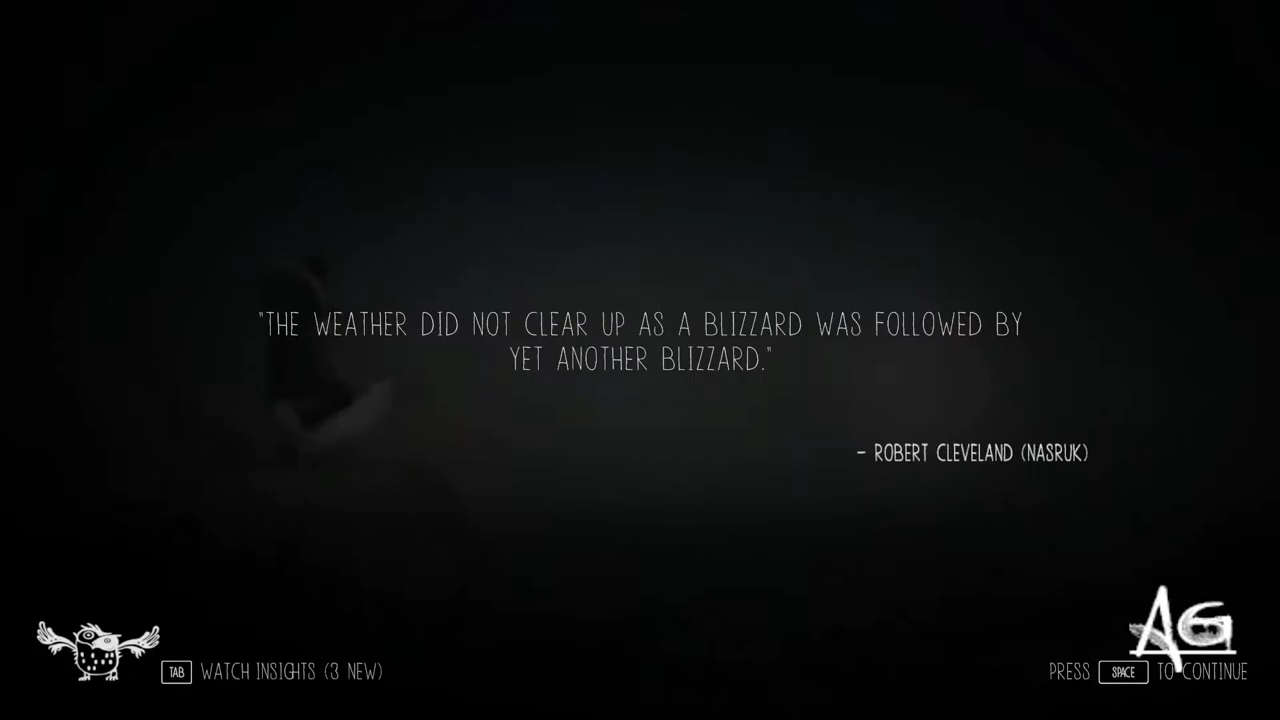 "THE WEATHER DID NOT CLEAR UP AS A BLIZZARD WAS FOLLOWED BY
YET ANOTHER BLIZZARD."
- ROBERT CLEVELAND (NASRUK)
AG
TAB WATCH INSIGHTS (3 NEW)
PRESS SPACE TO CONTINUE